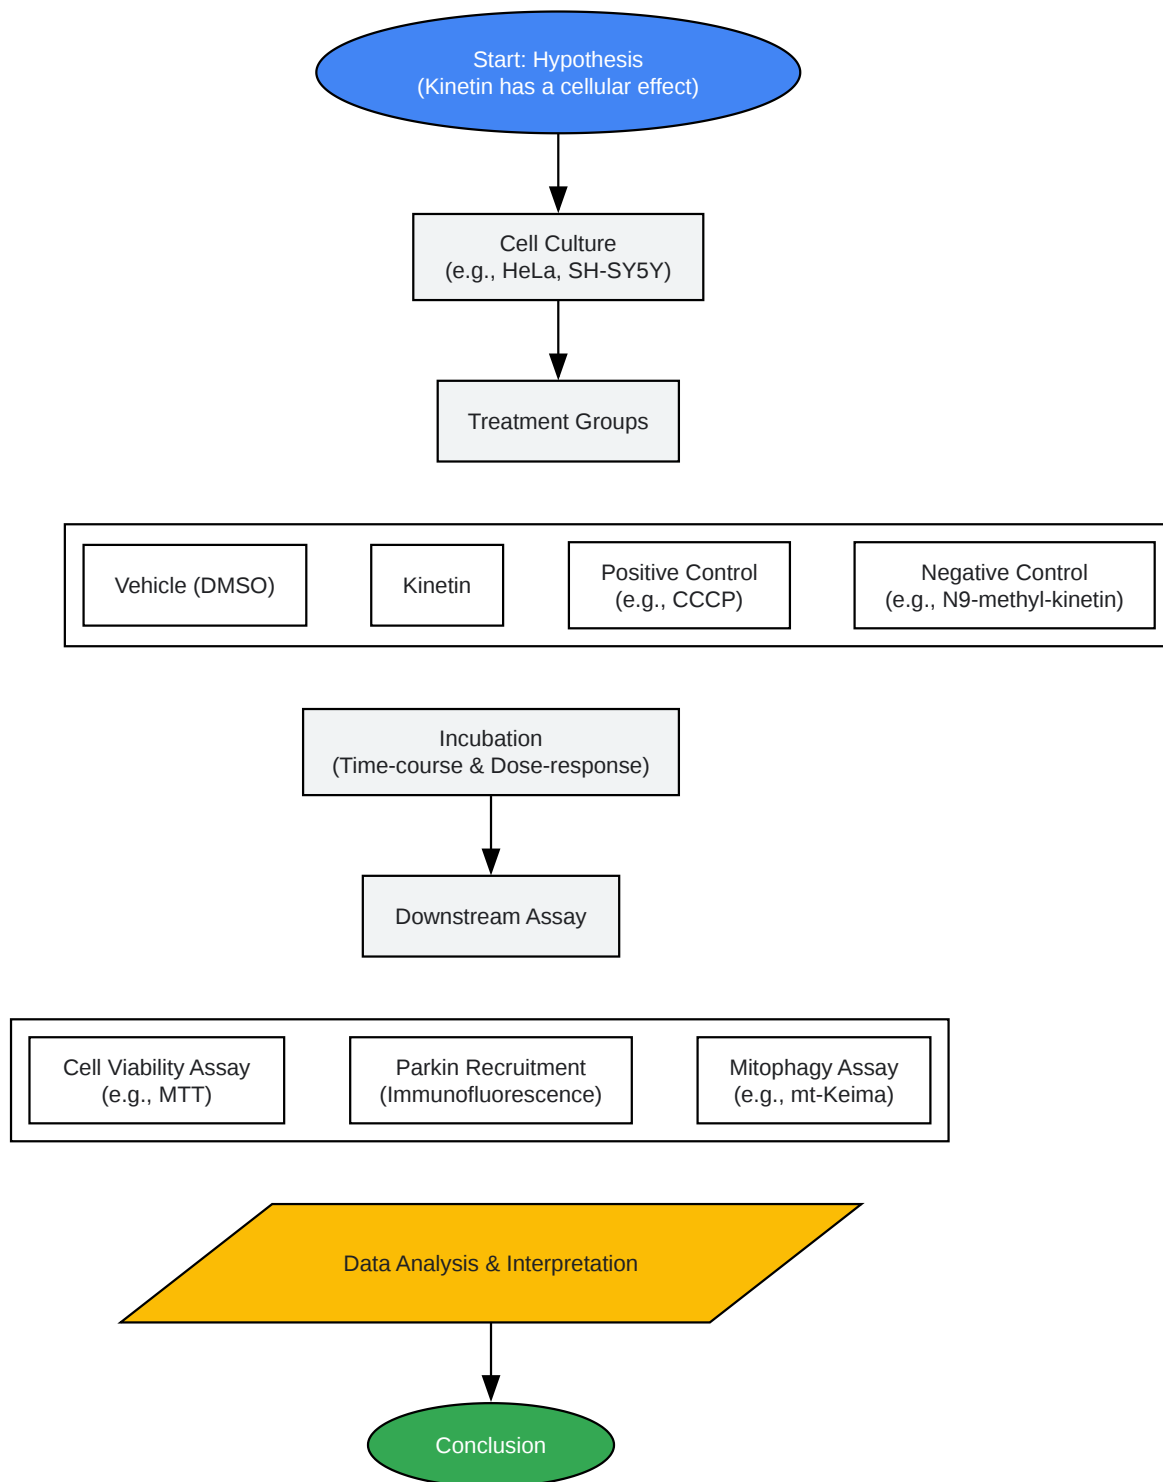 Start: Hypothesis
(Kinetin has a cellular effect)
Cell Culture
(e.g., HeLa, SH-SY5Y)
Treatment Groups
Vehicle (DMSO)
Kinetin
Positive Control
(e.g., CCCP)
Negative Control
(e.g., N9-methyl-kinetin)
Incubation
(Time-course & Dose-response)
Downstream Assay
Cell Viability Assay
(e.g., MTT)
Parkin Recruitment
(Immunofluorescence)
Mitophagy Assay
(e.g., mt-Keima)
Data Analysis & Interpretation
Conclusion